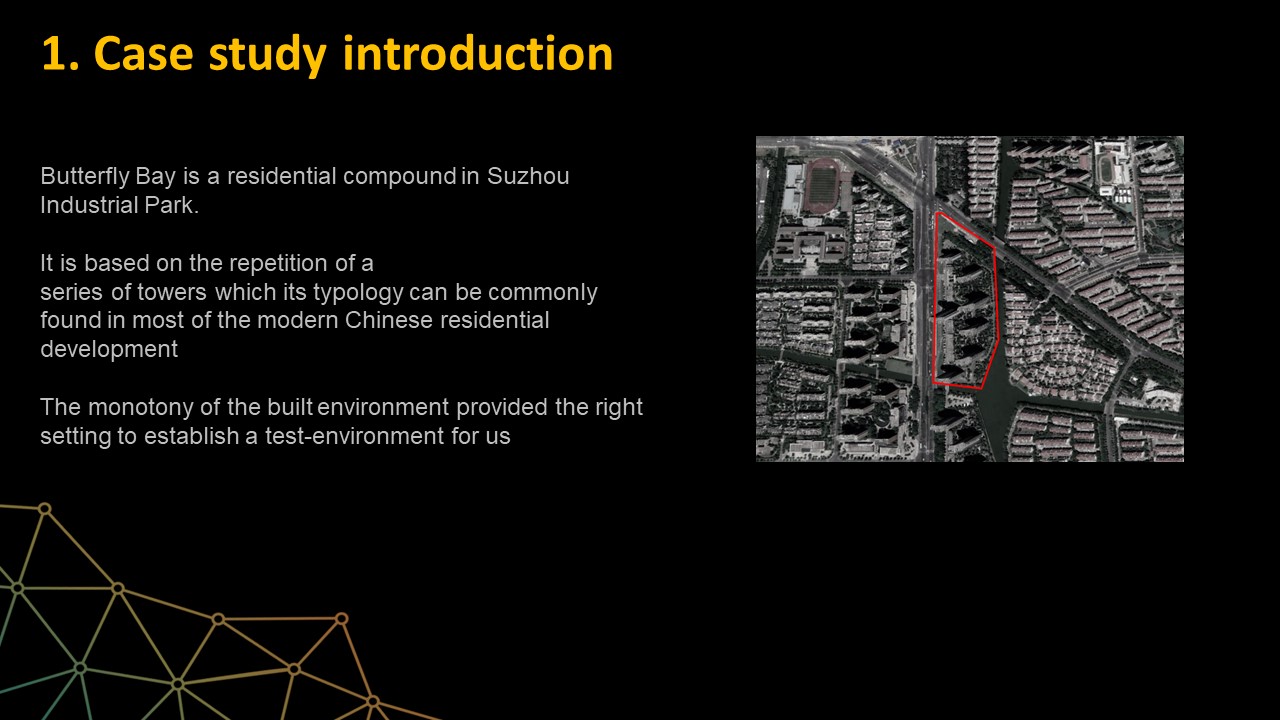 1. Case study introduction
Butterfly Bay is a residential compound in Suzhou
Industrial Park.
It is based on the repetition of a
series of towers which its typology can be commonly
found in most of the modern Chinese residential
development
The monotony of the built environment provided the right
setting to establish a test-environment for us